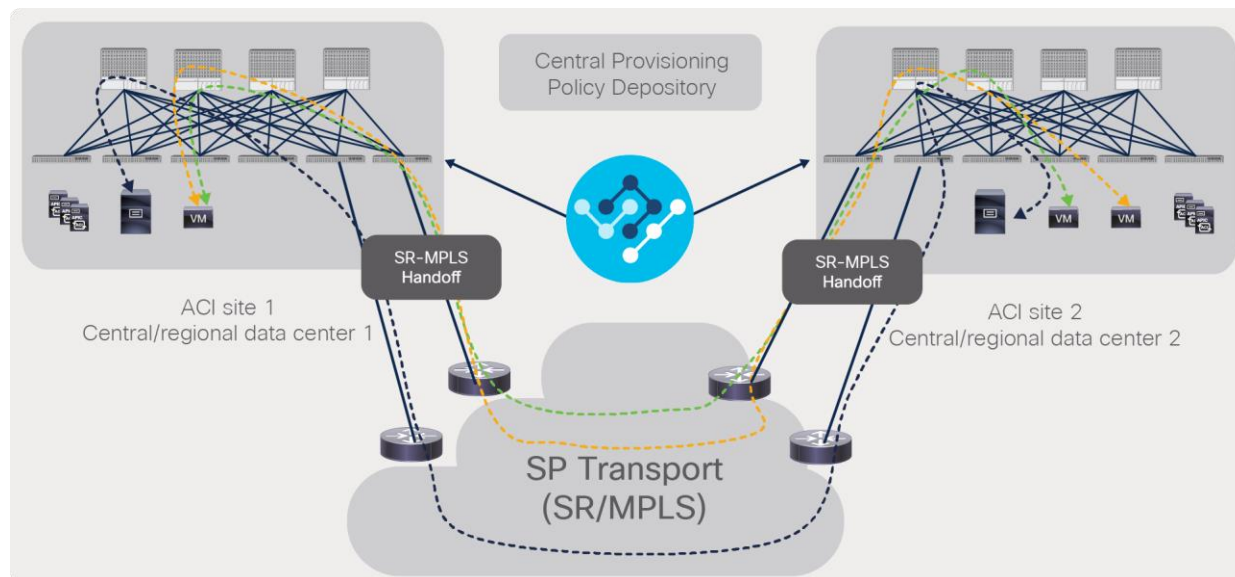 Central Provisioning
Policy Depository
VM
VM
VM
SR-MPLS
Handoff
SR-MPLS
Handoff
ACI site 1
Central/regional data center 1
ACI site 2
Central/regional data center 2
SP Transport
(SR/MPLS)